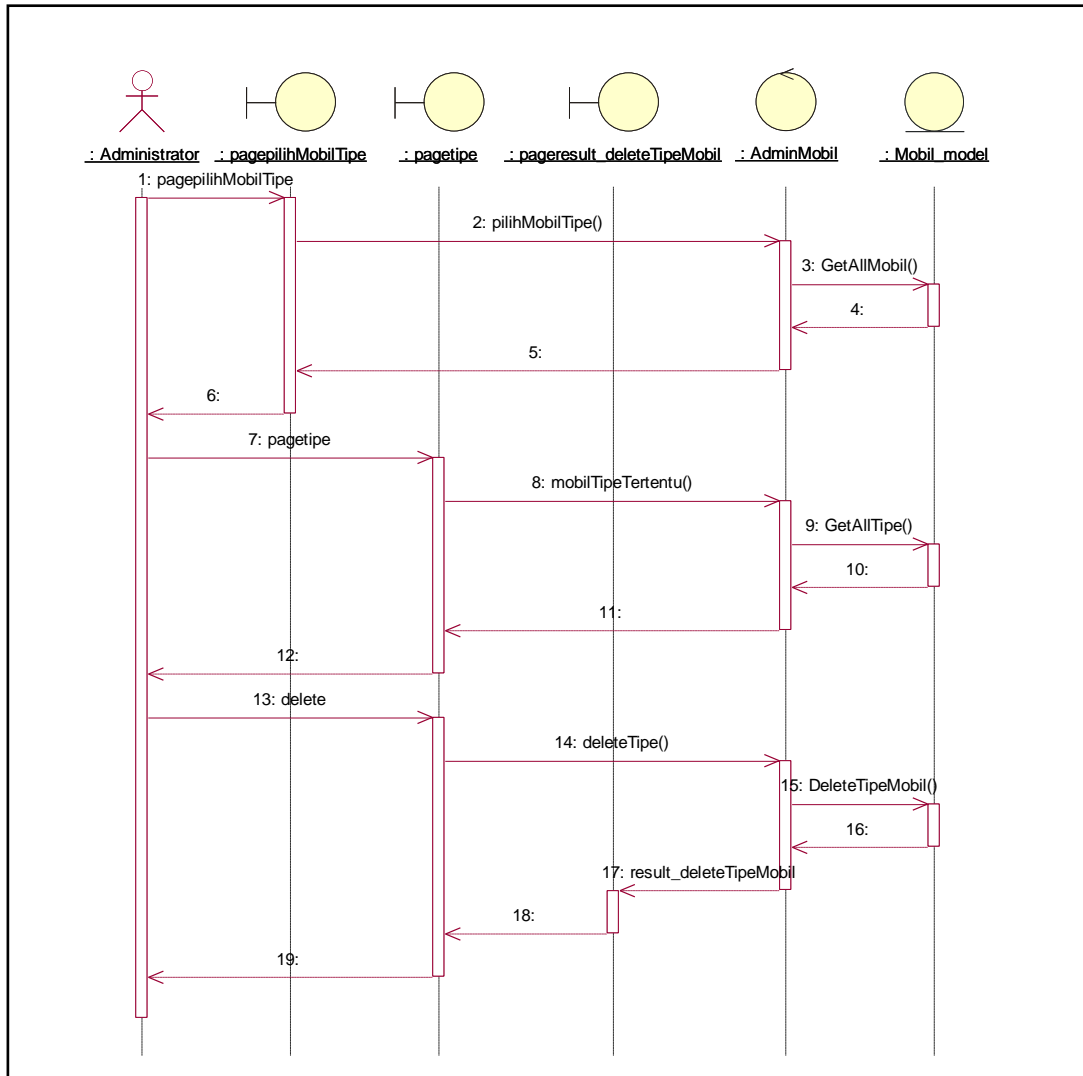 : Administrator
: pagepilihMobilTipe
: pagetipe
: pageresult_deleteTipeMobil
: AdminMobil
: Mobil_model
1: pagepilihMobilTipe
2: pilihMobilTipe()
3: GetAllMobil()
4:
5:
6:
7: pagetipe
8: mobilTipeTertentu()
9: GetAllTipe()
10:
11:
12:
13: delete
14: deleteTipe()
15: DeleteTipeMobil()
16:
17: result_deleteTipeMobil
18:
19: